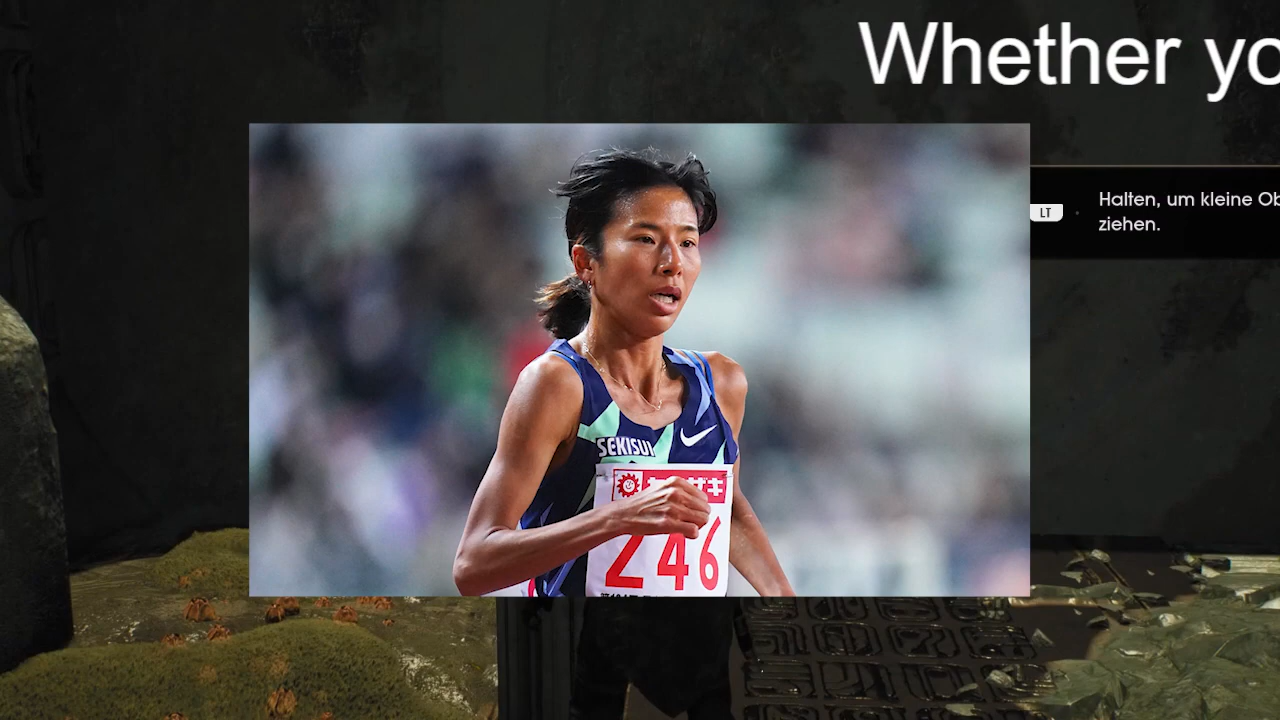 Whether yo
LT
Halten, um kleine Ob
ziehen.
SEKISUI
246